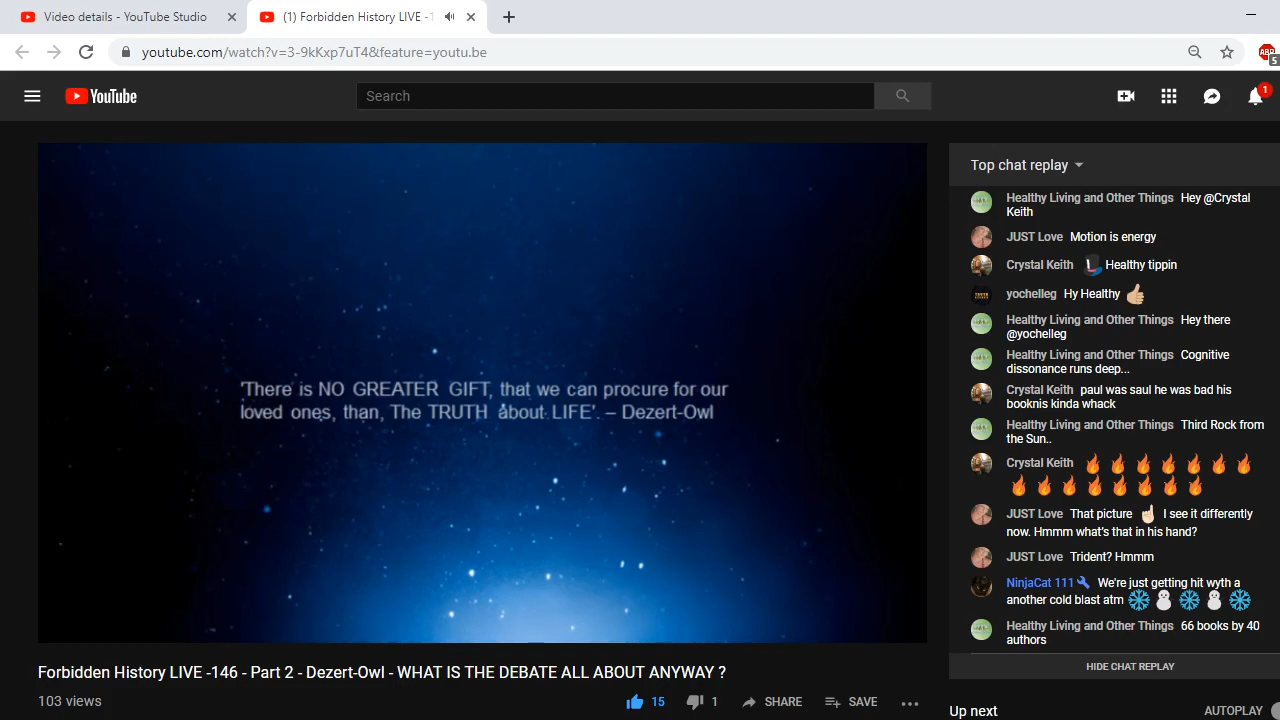 Video details - YouTube Studio
(1) Forbidden History LIVE -1
youtube.com/watch?v=3-9kKxp7uT4&feature=youtu.be
ABP
5
YouTube
Search
1
'There is NO GREATER GIFT, that we can procure for our
loved ones, than, The TRUTH about LIFE'. – Dezert-Owl
Forbidden History LIVE -146 - Part 2 - Dezert-Owl - WHAT IS THE DEBATE ALL ABOUT ANYWAY ?
103 views
15
1
SHARE
SAVE
Top chat replay
Healthy Living and Other Things Hey @Crystal
Keith
JUST Love Motion is energy
Crystal Keith 🎩 Healthy tippin
yochelleg Hy Healthy 👍🏼
Healthy Living and Other Things Hey there
@yochelleg
Healthy Living and Other Things Cognitive
dissonance runs deep...
Crystal Keith paul was saul he was bad his
booknis kinda whack
Healthy Living and Other Things Third Rock from
the Sun..
Crystal Keith 🔥🔥🔥🔥🔥🔥🔥
🔥🔥🔥🔥🔥🔥🔥🔥
JUST Love That picture ☝🏻 I see it differently
now. Hmmm what's that in his hand?
JUST Love Trident? Hmmm
NinjaCat 111 We're just getting hit wyth a
another cold blast atm ❄⛄❄⛄❄
Healthy Living and Other Things 66 books by 40
authors
HIDE CHAT REPLAY
Up next
AUTOPLAY